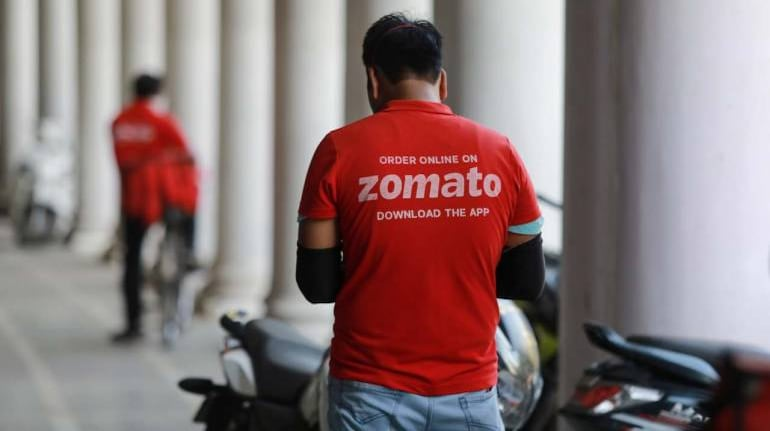 ORDER ONLINE ON
zomato
DOWNLOAD THE APP